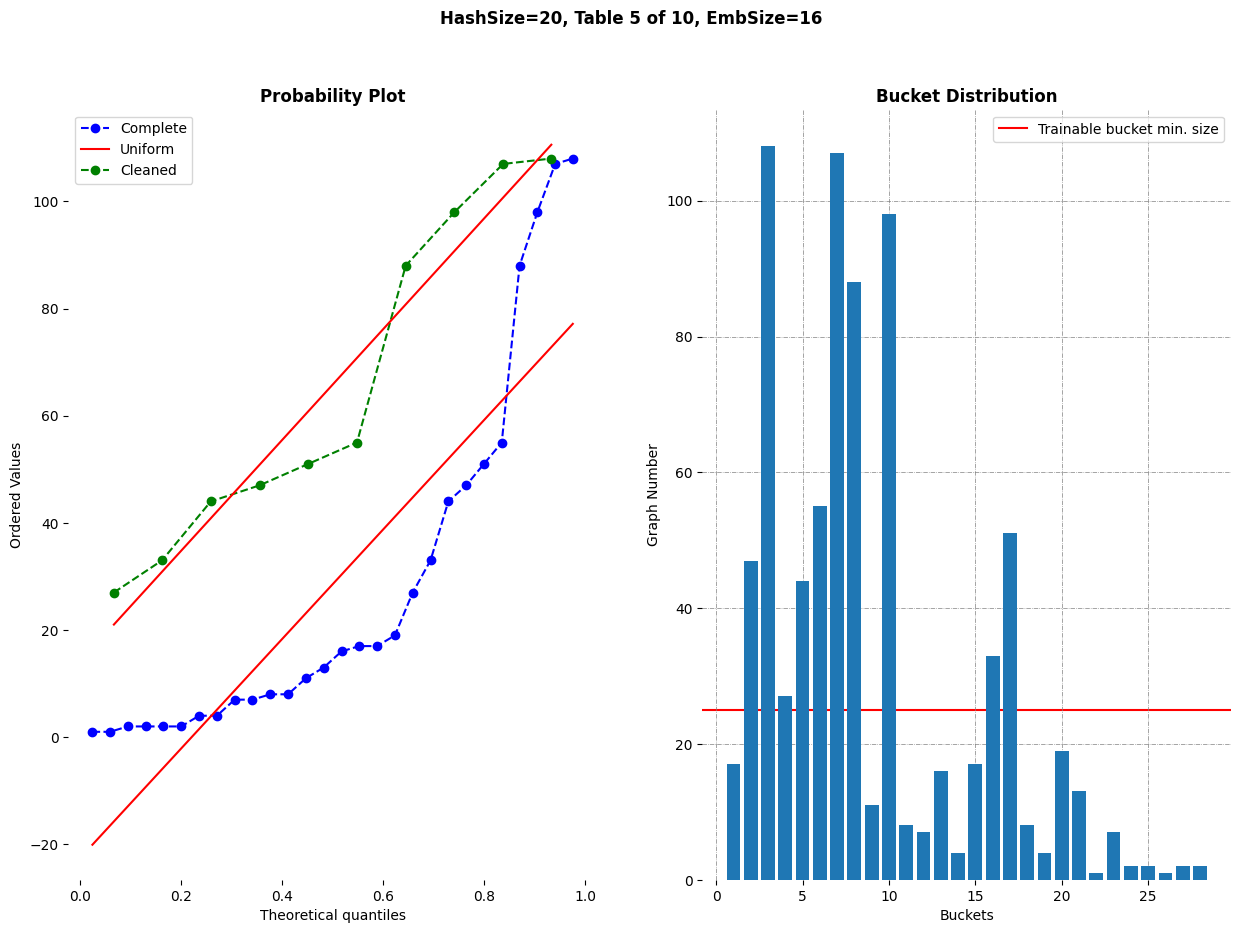 HashSize=20, Table 5 of 10, EmbSize=16
Probability Plot
Complete
Uniform
Cleaned
Ordered Values
100
80
60
40
20
0
−20
0.0 0.2 0.4 0.6 0.8 1.0
Theoretical quantiles
Bucket Distribution
Trainable bucket min. size
Graph Number
100
80
60
40
20
0
0 5 10 15 20 25
Buckets